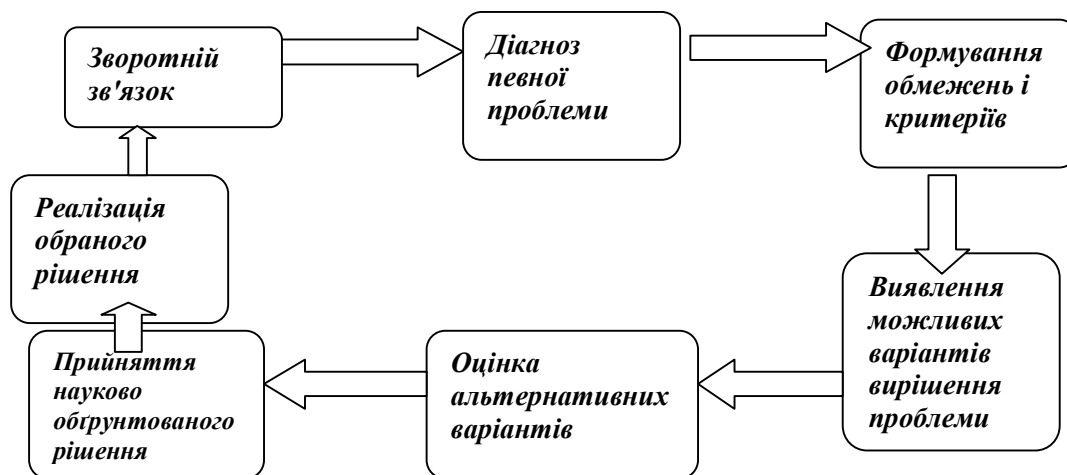 Зворотній
зв'язок
Діагноз
певної
проблеми
Формування
обмежень і
критеріїв
Реалізація
обраного
рішення
Виявлення
можливих
варіантів
вирішення
проблеми
Оцінка
альтернативних
варіантів
Прийняття
науково
обґрунтованого
рішення